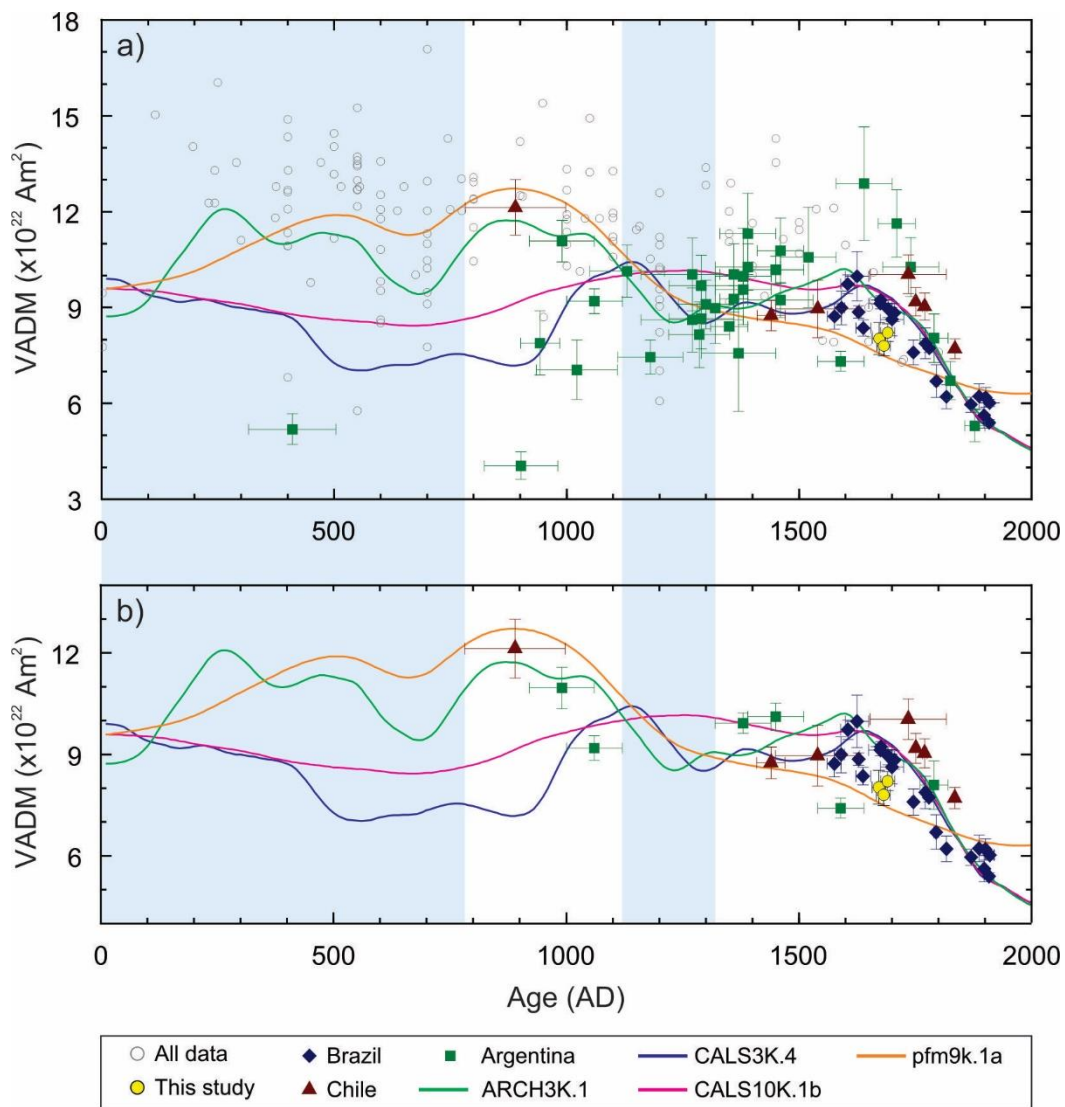 a)
18
15
12
9
6
3
VADM (x10²² Am²)
0 500 1000 1500 2000
b)
12
9
6
VADM (x10²² Am²)
0 500 1000 1500 2000
Age (AD)
All data Brazil Argentina CALS3K.4 pfm9k.1a
This study Chile ARCH3K.1 CALS10K.1b